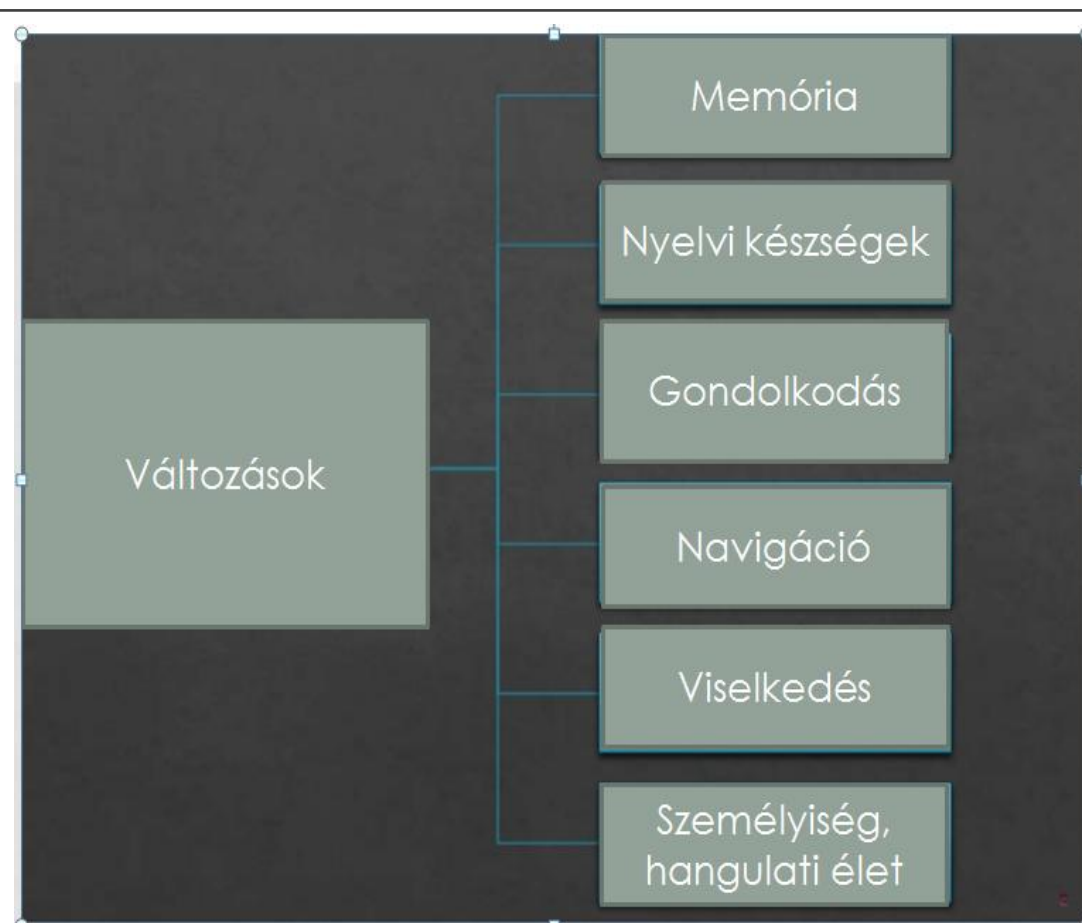 Változások
Memória
Nyelvi készségek
Gondolkodás
Navigáció
Viselkedés
Személyiség,
hangulati élet